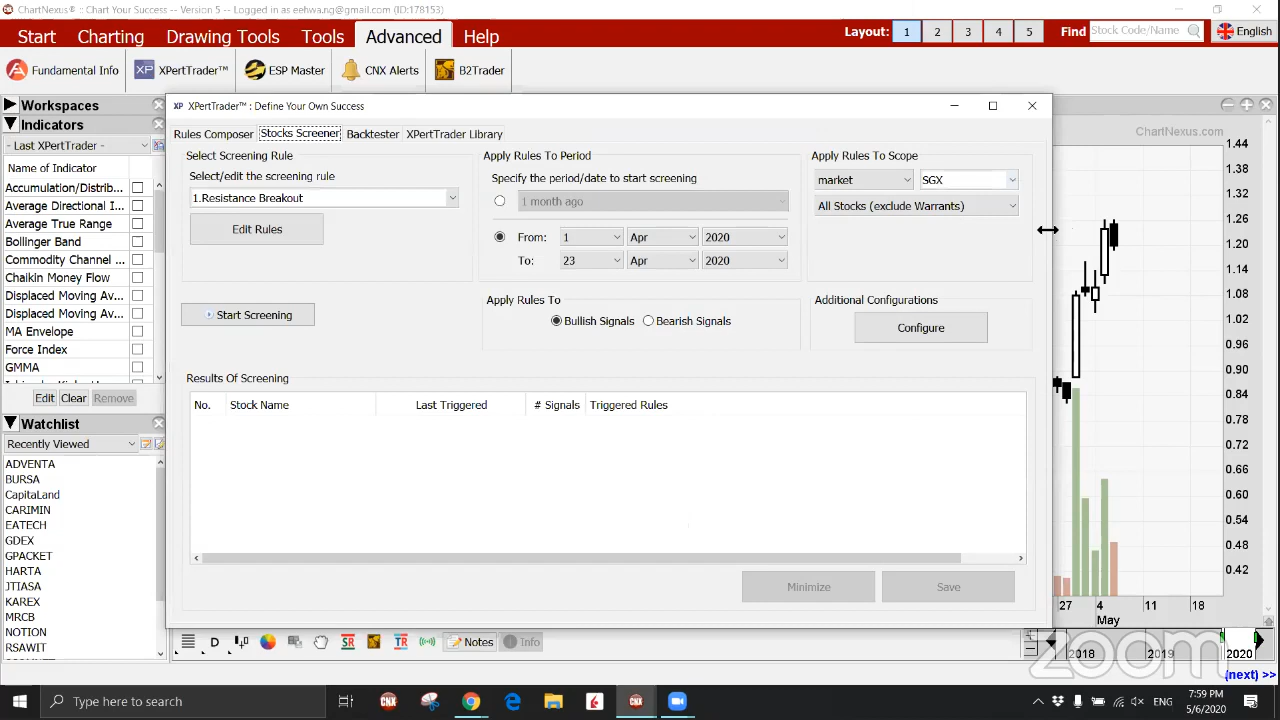 ChartNexus® :: Chart Your Success -- Version 5 -- Logged in as eehwa.ng@gmail.com (ID:178153)
Start Charting Drawing Tools Tools Advanced Help Layout: 1 2 3 4 5 Find Stock Code/Name English
Fundamental Info XP XPertTrader™ ESP Master CNX Alerts B2Trader
Workspaces
Indicators
- Last XPertTrader -
Name of Indicator
Accumulation/Distrib...
Average Directional I...
Average True Range
Bollinger Band
Commodity Channel ...
Chaikin Money Flow
Displaced Moving Av...
Displaced Moving Av...
MA Envelope
Force Index
GMMA
Edit Clear Remove
Watchlist
Recently Viewed
ADVENTA
BURSA
CapitaLand
CARIMIN
EATECH
GDEX
GPACKET
HARTA
JTIASA
KAREX
MRCB
NOTION
RSAWIT
XP XPertTrader™ : Define Your Own Success
Rules Composer Stocks Screener Backtester XPertTrader Library
Select Screening Rule
Select/edit the screening rule
1.Resistance Breakout
Edit Rules
Start Screening
Apply Rules To Period
Specify the period/date to start screening
1 month ago
From: 1 Apr 2020
To: 23 Apr 2020
Apply Rules To
Bullish Signals Bearish Signals
Apply Rules To Scope
market SGX
All Stocks (exclude Warrants)
Additional Configurations
Configure
Results Of Screening
No. Stock Name Last Triggered # Signals Triggered Rules
Minimize Save
ChartNexus.com
1.44
1.38
1.32
1.26
1.20
1.14
1.08
1.02
0.96
0.90
0.84
0.78
0.72
0.66
0.60
0.54
0.48
0.42
27 4 11 18
May
D SR TR Notes Info
2018 2019 2020
zoom
(next) >>
Type here to search
CNX CNX
ENG
7:59 PM
5/6/2020